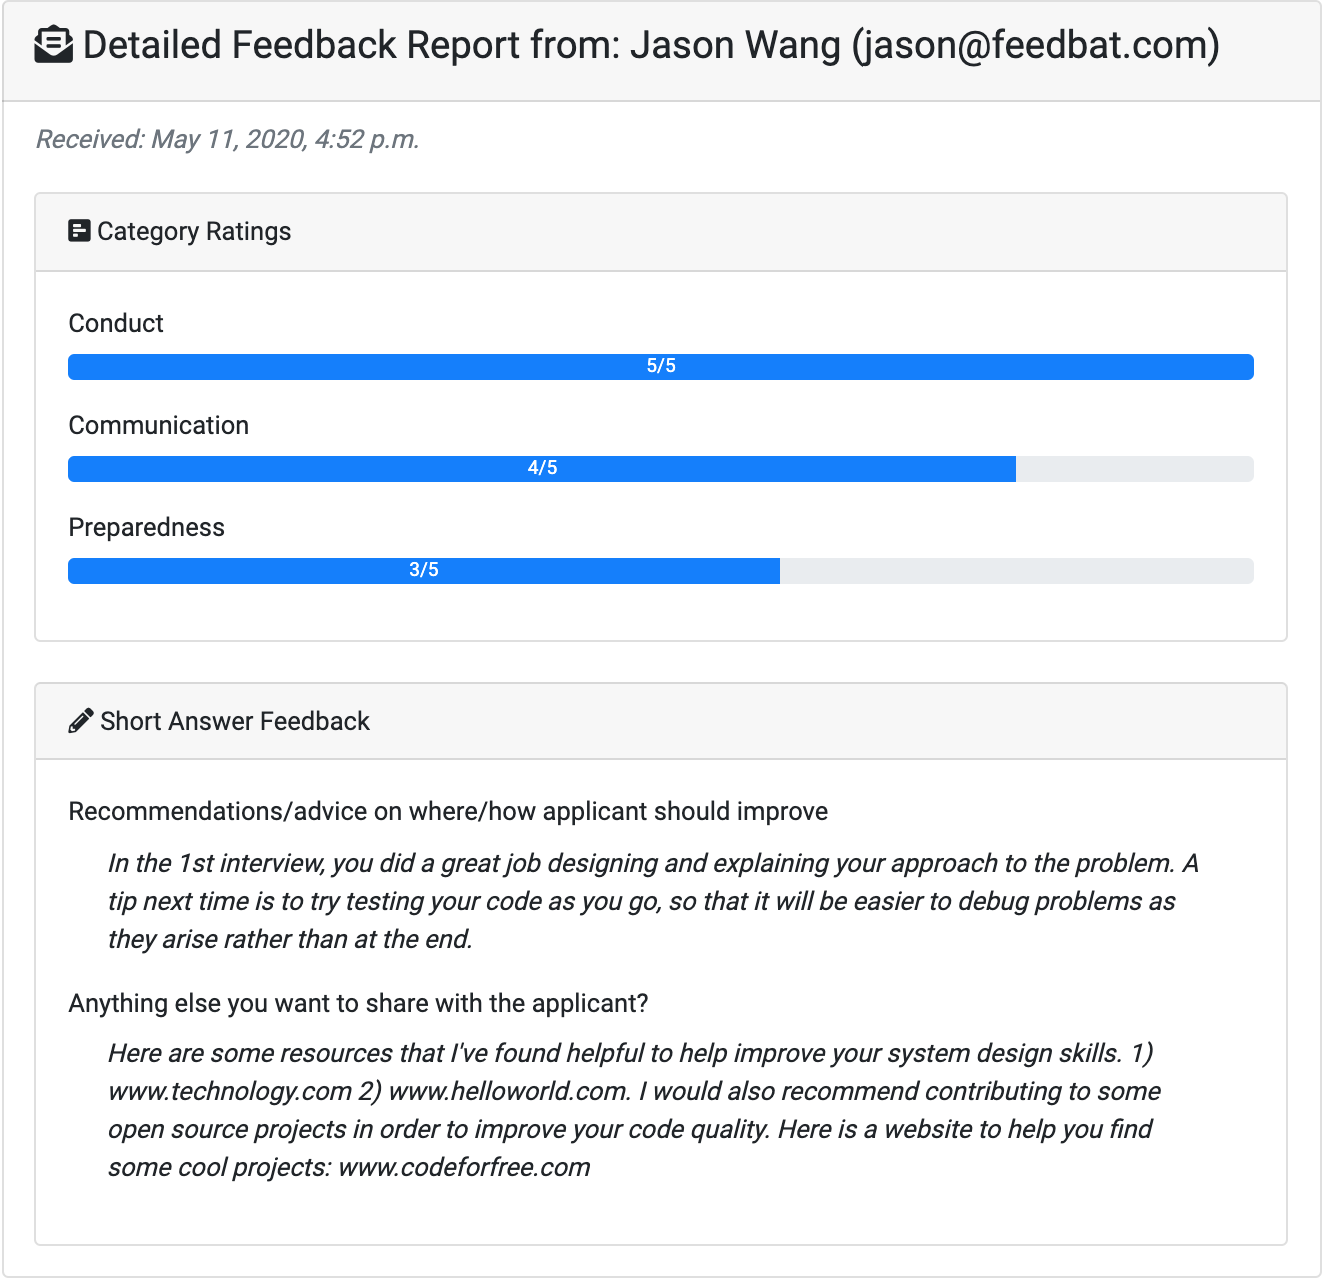 Detailed Feedback Report from: Jason Wang (jason@feedbat.com)
Received: May 11, 2020, 4:52 p.m.
Category Ratings
Conduct
5/5
Communication
4/5
Preparedness
3/5
Short Answer Feedback
Recommendations/advice on where/how applicant should improve
In the 1st interview, you did a great job designing and explaining your approach to the problem. A
tip next time is to try testing your code as you go, so that it will be easier to debug problems as
they arise rather than at the end.
Anything else you want to share with the applicant?
Here are some resources that I've found helpful to help improve your system design skills. 1)
www.technology.com 2) www.helloworld.com. I would also recommend contributing to some
open source projects in order to improve your code quality. Here is a website to help you find
some cool projects: www.codeforfree.com